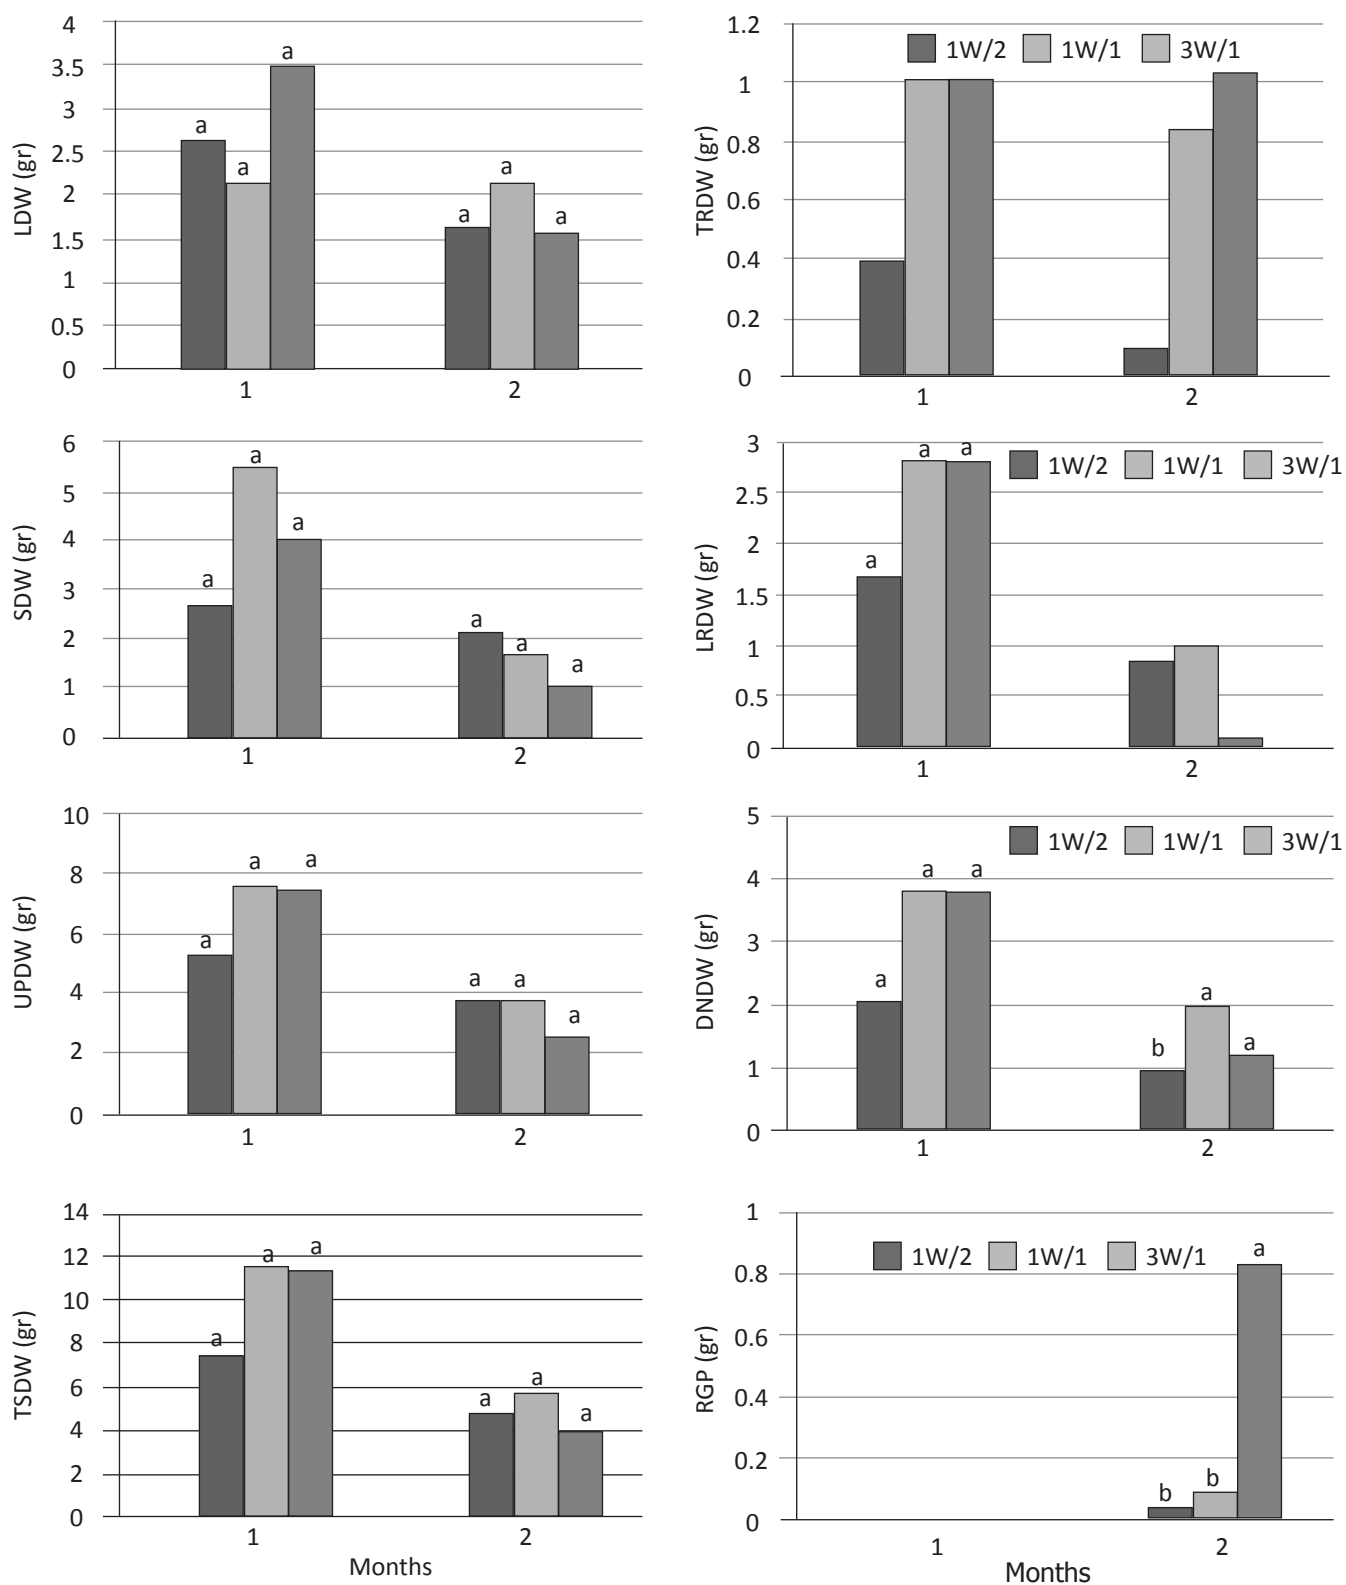 4
3.5
3
2.5
2
1.5
1
0.5
0
LDW (gr)
a
a
a
a
a
a
1
2
1.2
1
0.8
0.6
0.4
0.2
0
TRDW (gr)
1W/2 1W/1 3W/1
1
2
6
5
4
3
2
1
0
SDW (gr)
a
a
a
a
a
a
1
2
3
2.5
2
1.5
1
0.5
0
LRDW (gr)
1W/2 1W/1 3W/1
a
a
a
1
2
10
8
6
4
2
0
UPDW (gr)
a
a
a
a
a
a
1
2
5
4
3
2
1
0
DNDW (gr)
1W/2 1W/1 3W/1
a
a
a
b
a
a
1
2
14
12
10
8
6
4
2
0
TSDW (gr)
a
a
a
a
a
a
1
2
Months
1
0.8
0.6
0.4
0.2
0
RGP (gr)
1W/2 1W/1 3W/1
b
b
a
1
2
Months